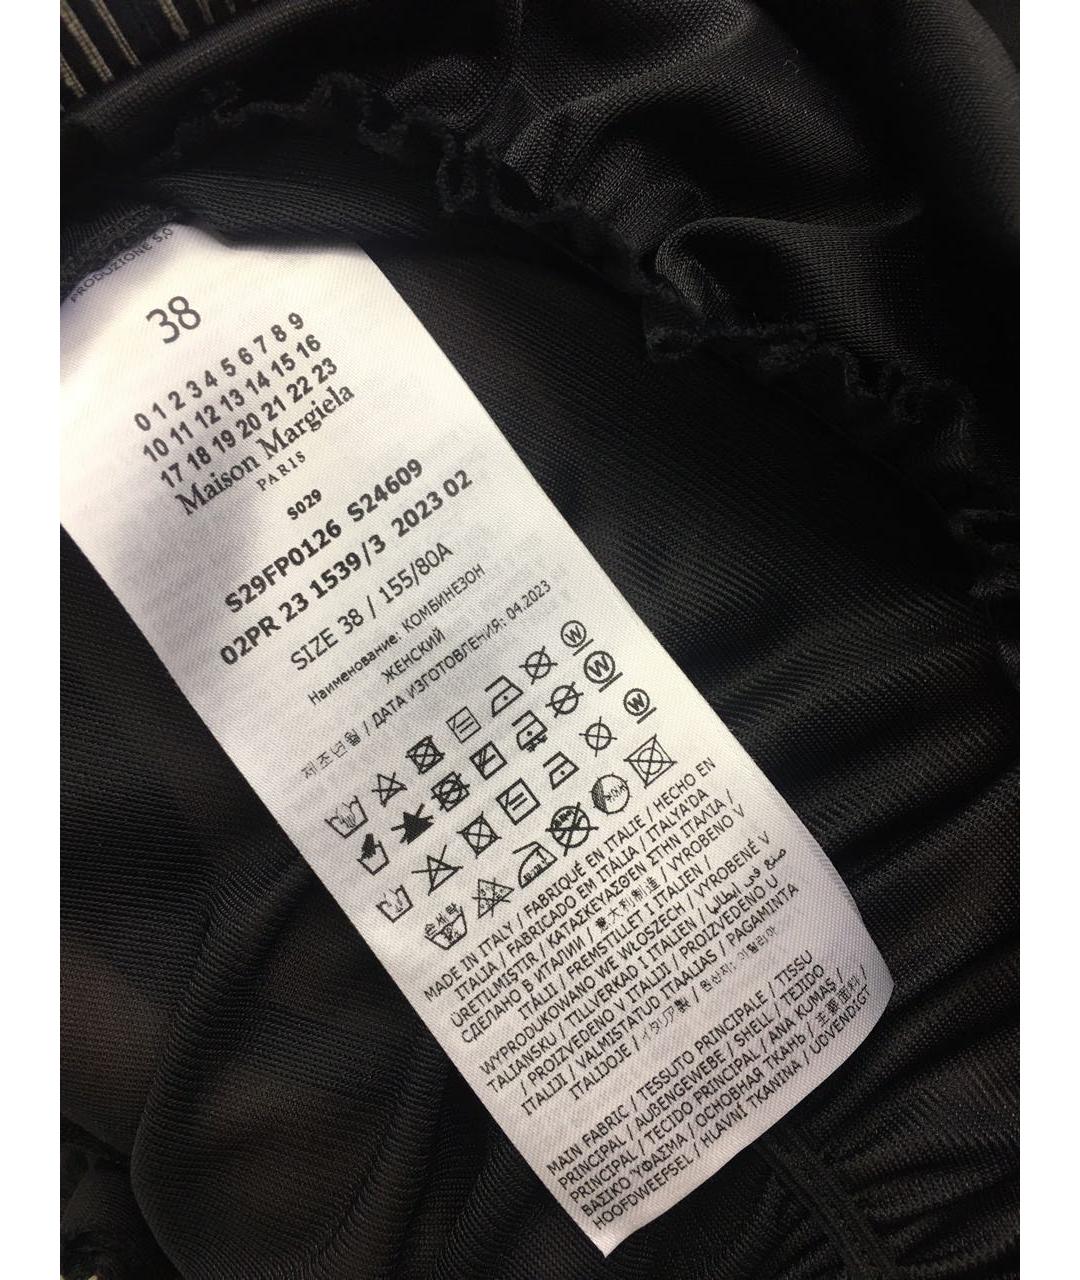 PRODUZIONE S.O
38
0 1 2 3 4 5 6 7 8 9
10 11 12 13 14 15 16
17 18 19 20 21 22 23
Maison Margiela
PARIS
S029
S29FP0126 S24609
02PR 23 1539/3 2023 02
SIZE 38 / 155/80A
Наименование: КОМБИНЕЗОН
ЖЕНСКИЙ
제조년월 / ДАТА ИЗГОТОВЛЕНИЯ: 04.2023
W
W
W
손세탁
MADE IN ITALY / FABRIQUÉ EN ITALIE / HECHO EN
ITALIA / FABRICADO EM ITÁLIA / ITALYA'DA
ÜRETILMIŞTIR / ΚΑΤΑΣΚΕΥΑΣΘΕΝ ΣΤΗΝ ΙΤΑΛΙΑ /
СДЕЛАНО В ИТАЛИИ / 意大利制造 / VYROBENO V
ITÁLII / FREMSTILLET I ITALIEN /
WYPRODUKOWANO WE WŁOSZECH / VYROBENÉ V
TALIANSKU / TILLVERKAD I ITALIEN / صنع في ايطاليا
/ PROIZVEDENO V ITALIJI / PROIZVEDENO U
ITALIJI / VALMISTATUD ITAALIAS / PAGAMINTA
ITALIJOJE / イタリア製 / 원산지: 이탈리아
MAIN FABRIC / TESSUTO PRINCIPALE / TISSU
PRINCIPAL / AUßENGEWEBE / SHELL / TEJIDO
PRINCIPAL / TECIDO PRINCIPAL / ANA KUMAŞ /
ΒΑΣΙΚΟ ΎΦΑΣΜΑ / ОСНОВНАЯ ТКАНЬ / 主要面料 /
HOOFDWEEFSEL / HLAVNÍ TKANINA / UDVENDIGT